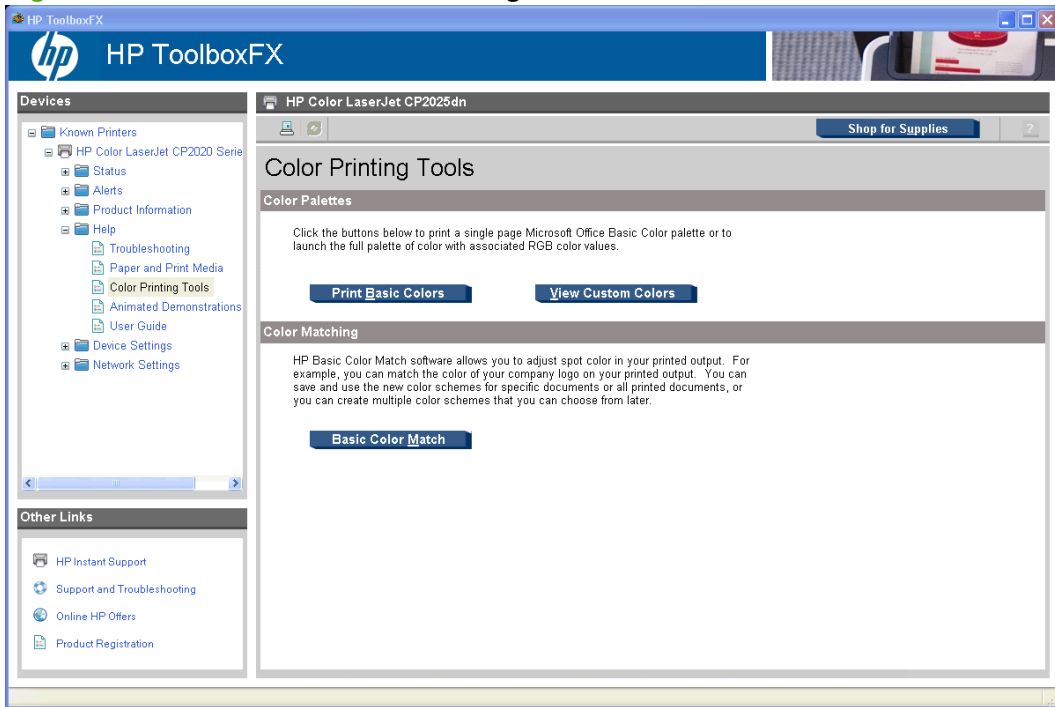 HP ToolboxFX
hp HP ToolboxFX
Devices
Known Printers
HP Color LaserJet CP2020 Serie
Status
Alerts
Product Information
Help
Troubleshooting
Paper and Print Media
Color Printing Tools
Animated Demonstrations
User Guide
Device Settings
Network Settings
Other Links
HP Instant Support
Support and Troubleshooting
Online HP Offers
Product Registration
HP Color LaserJet CP2025dn
Shop for Supplies ?
Color Printing Tools
Color Palettes
Click the buttons below to print a single page Microsoft Office Basic Color palette or to
launch the full palette of color with associated RGB color values.
Print Basic Colors View Custom Colors
Color Matching
HP Basic Color Match software allows you to adjust spot color in your printed output. For
example, you can match the color of your company logo on your printed output. You can
save and use the new color schemes for specific documents or all printed documents, or
you can create multiple color schemes that you can choose from later.
Basic Color Match